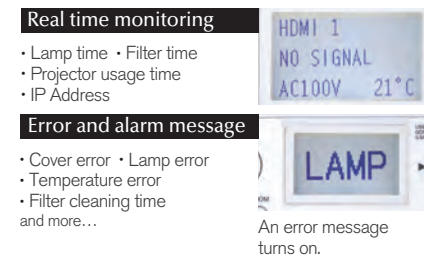 Real time monitoring
・Lamp time ・Filter time
・Projector usage time
・IP Address
HDMI 1
NO SIGNAL
AC100V 21°C
Error and alarm message
・Cover error ・Lamp error
・Temperature error
・Filter cleaning time
and more…
LAMP
An error message
turns on.